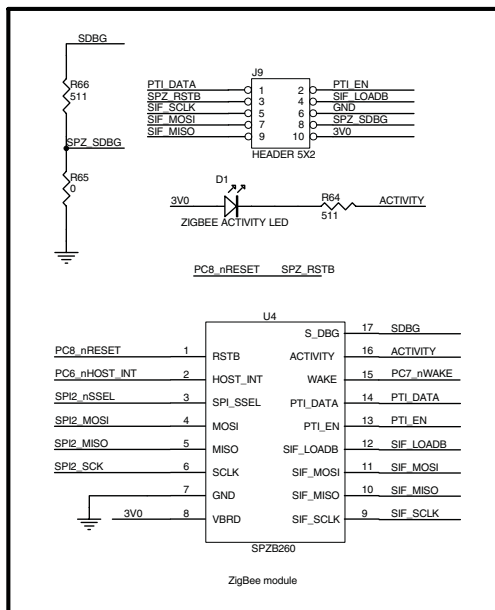 SDBG
R66
511
SPZ_SDBG
R65
0
J9
PTI_DATA 1 2 PTI_EN
SPZ_RSTB 3 4 SIF_LOADB
SIF_SCLK 5 6 GND
SIF_MOSI 7 8 SPZ_SDBG
SIF_MISO 9 10 3V0
HEADER 5X2
D1
3V0 R64 ACTIVITY
511
ZIGBEE ACTIVITY LED
PC8_nRESET SPZ_RSTB
U4
S_DBG 17 SDBG
PC8_nRESET 1 RSTB ACTIVITY 16 ACTIVITY
PC6_nHOST_INT 2 HOST_INT WAKE 15 PC7_nWAKE
SPI2_nSSEL 3 SPI_SSEL PTI_DATA 14 PTI_DATA
SPI2_MOSI 4 MOSI PTI_EN 13 PTI_EN
SPI2_MISO 5 MISO SIF_LOADB 12 SIF_LOADB
SPI2_SCK 6 SCLK SIF_MOSI 11 SIF_MOSI
7 GND SIF_MISO 10 SIF_MISO
3V0 8 VBRD SIF_SCLK 9 SIF_SCLK
SPZB260
ZigBee module